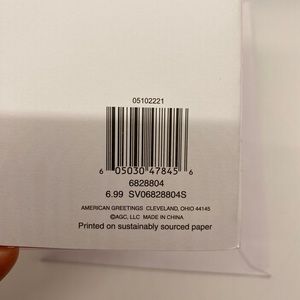 05102221
6 05030 47845 6
6828804
6.99 SV06828804S
AMERICAN GREETINGS CLEVELAND, OHIO 44145
©AGC, LLC MADE IN CHINA
Printed on sustainably sourced paper